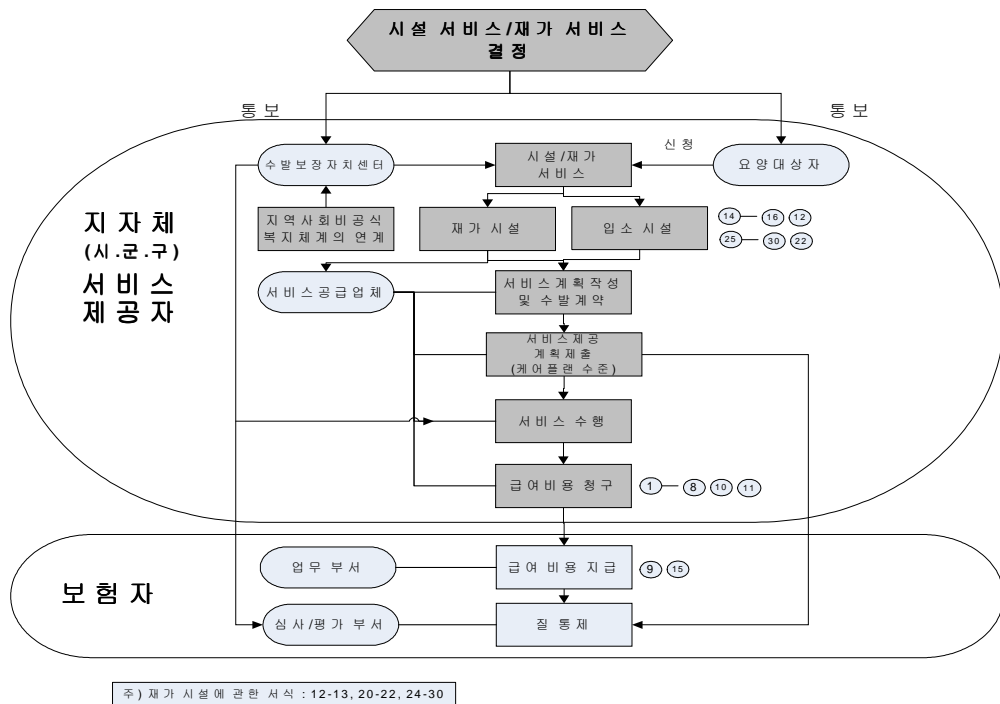 시설 서비스/재가 서비스
결정
통보
통보
수발보장자치센터
시설/재가
서비스
신청
요양대상자
지역사회비공식
복지체계의 연계
재가 시설
입소 시설
14 16 12
25 30 22
지자체
(시.군.구)
서비스
제공자
서비스공급업체
서비스계획작성
및 수발계약
서비스제공
계획제출
(케어플랜 수준)
서비스 수행
급여비용 청구
1 8 10 11
보험자
업무 부서
급여 비용 지급
9 15
심사/평가 부서
질 통제
주) 재가 시설에 관한 서식 : 12-13, 20-22, 24-30